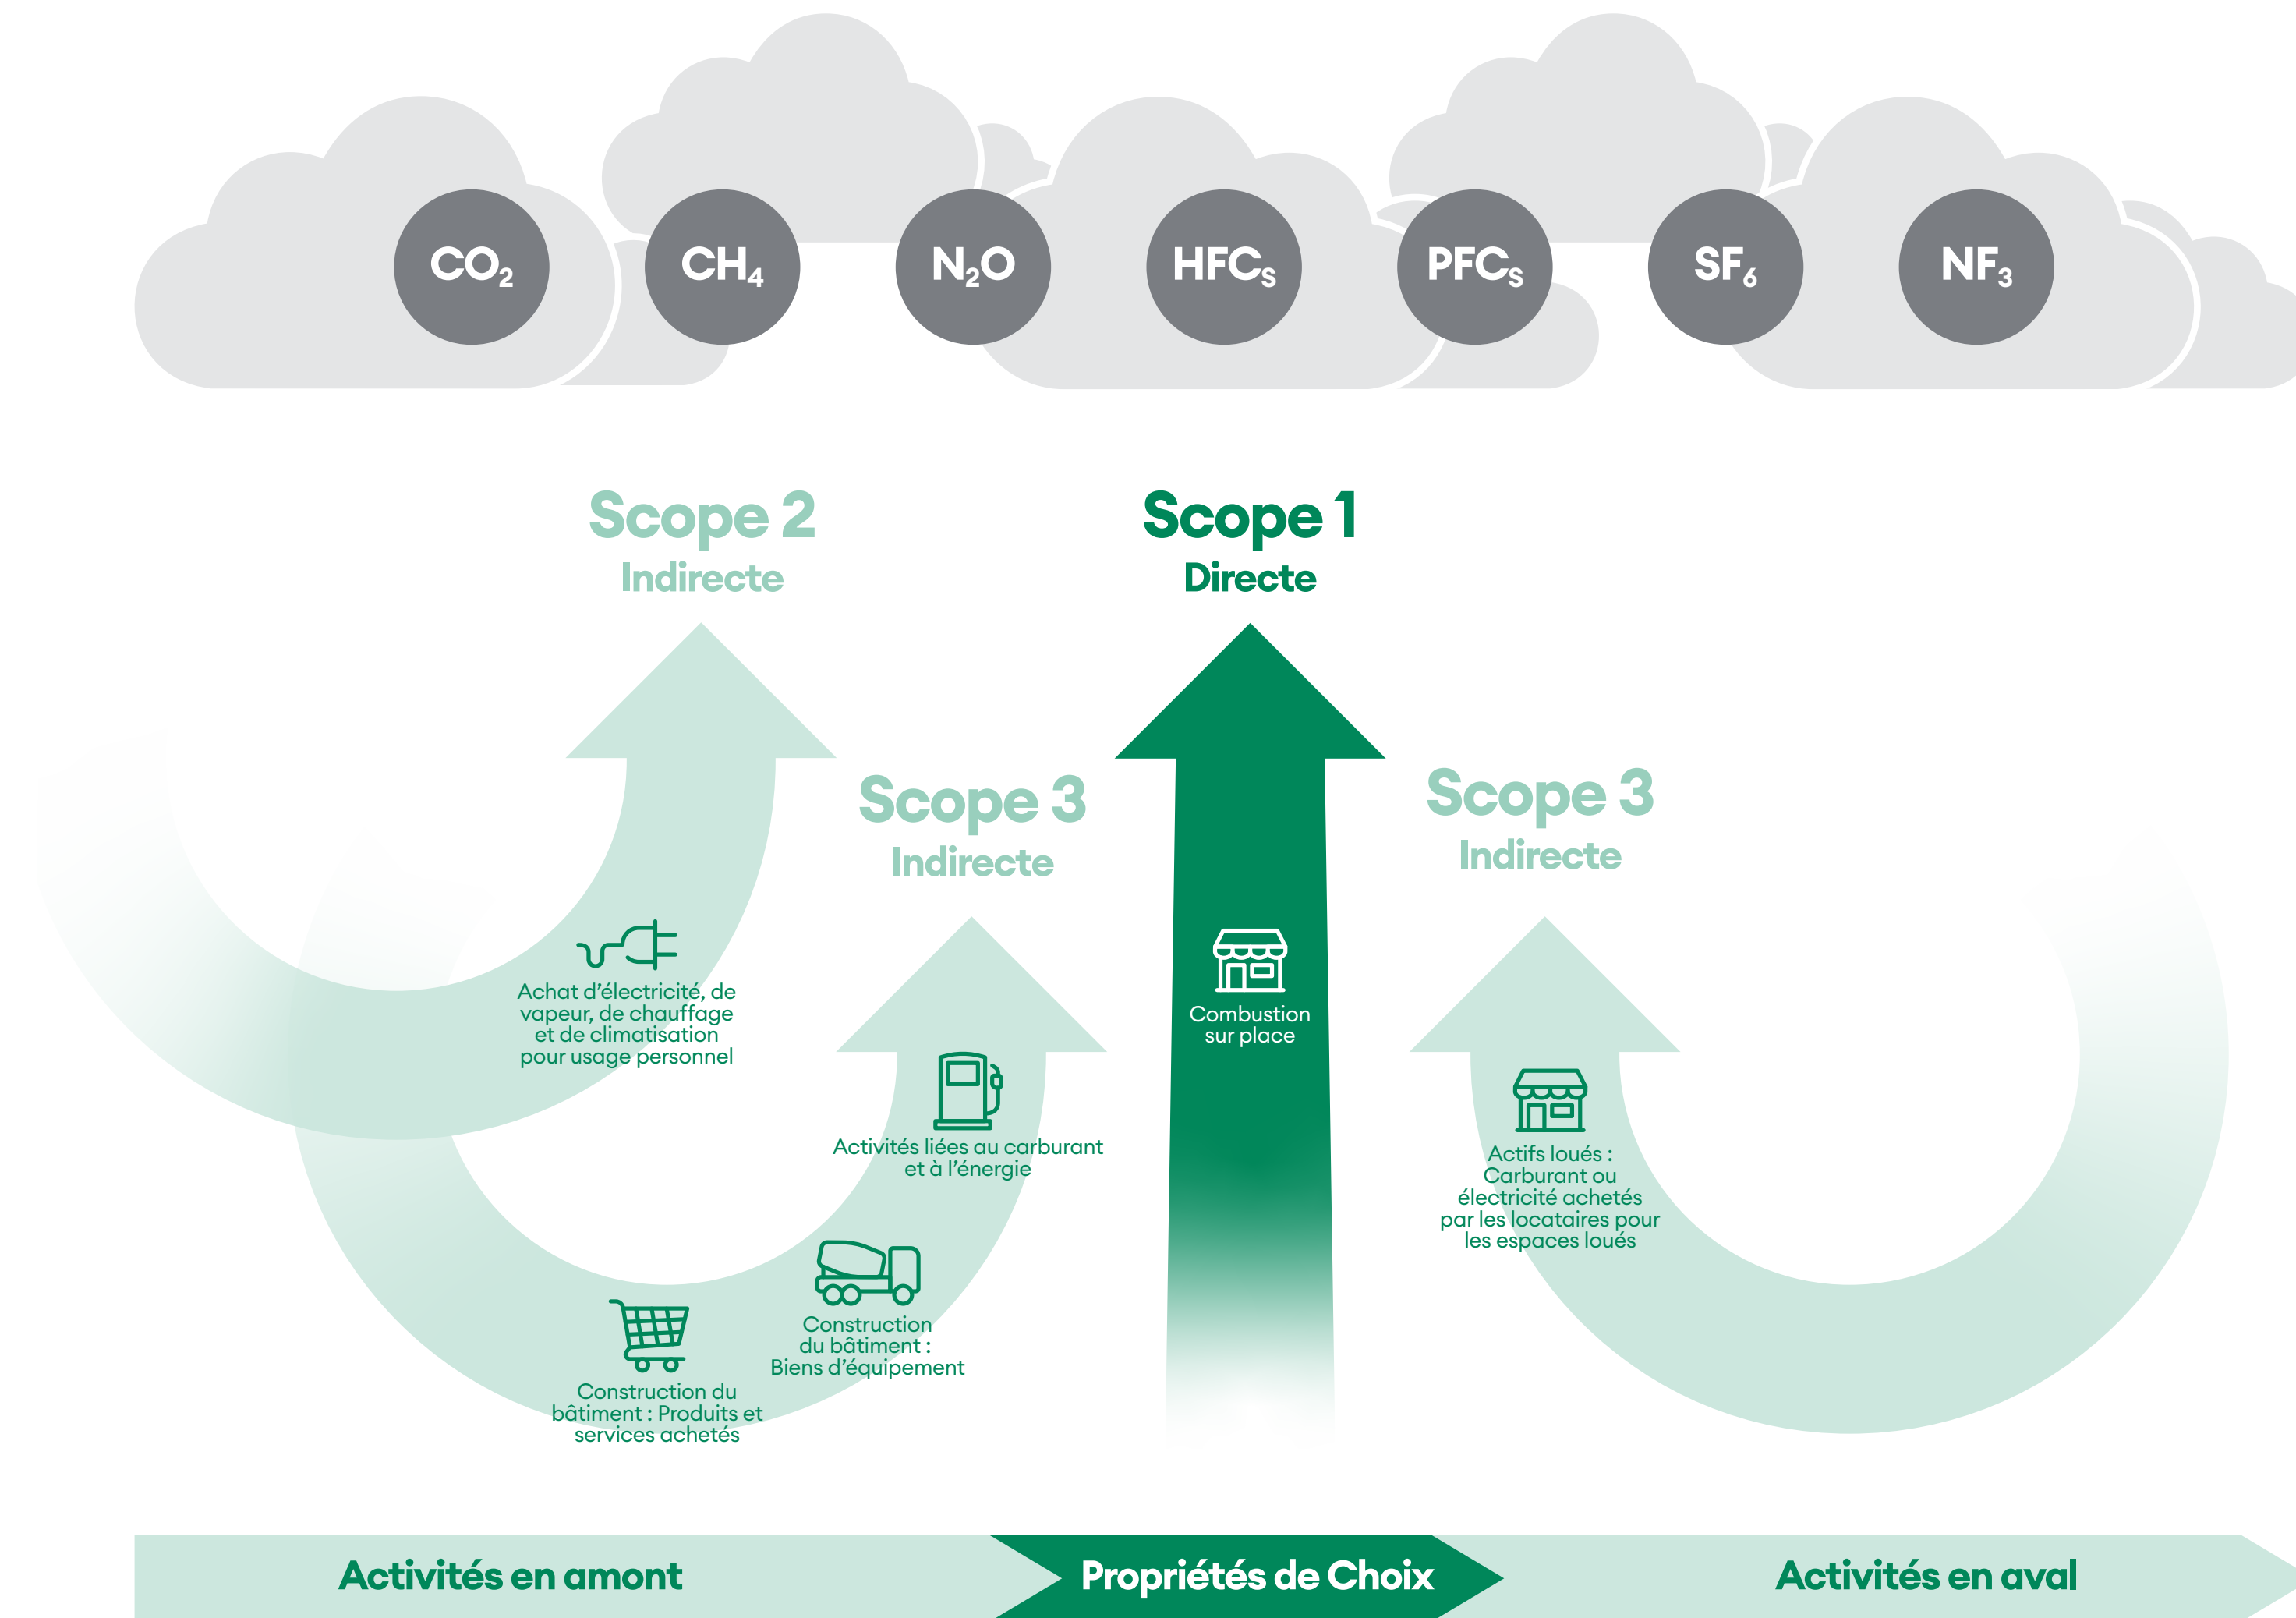 CO₂
CH₄
N₂O
HFCs
PFCs
SF₆
NF₃
Scope 2
Indirecte
Scope 1
Directe
Scope 3
Indirecte
Scope 3
Indirecte
Achat d’électricité, de
vapeur, de chauffage
et de climatisation
pour usage personnel
Combustion
sur place
Activités liées au carburant
et à l’énergie
Actifs loués :
Carburant ou
électricité achetés
par les locataires pour
les espaces loués
Construction
du bâtiment :
Biens d’équipement
Construction du
bâtiment : Produits et
services achetés
Activités en amont
Propriétés de Choix
Activités en aval